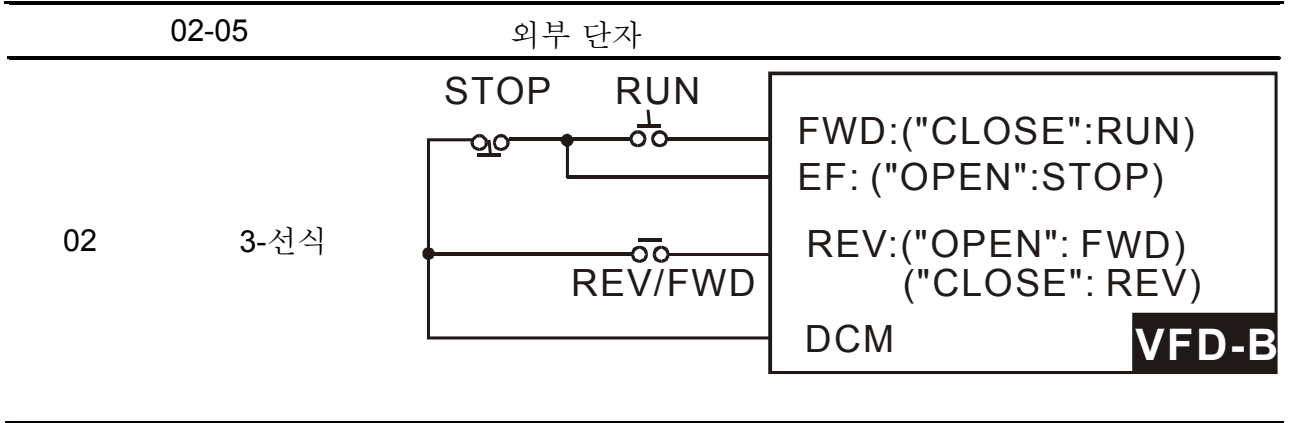 02-05 외부 단자
STOP RUN
FWD:("CLOSE":RUN)
EF: ("OPEN":STOP)
02 3-선식
REV:("OPEN": FWD)
REV/FWD ("CLOSE": REV)
DCM
VFD-B